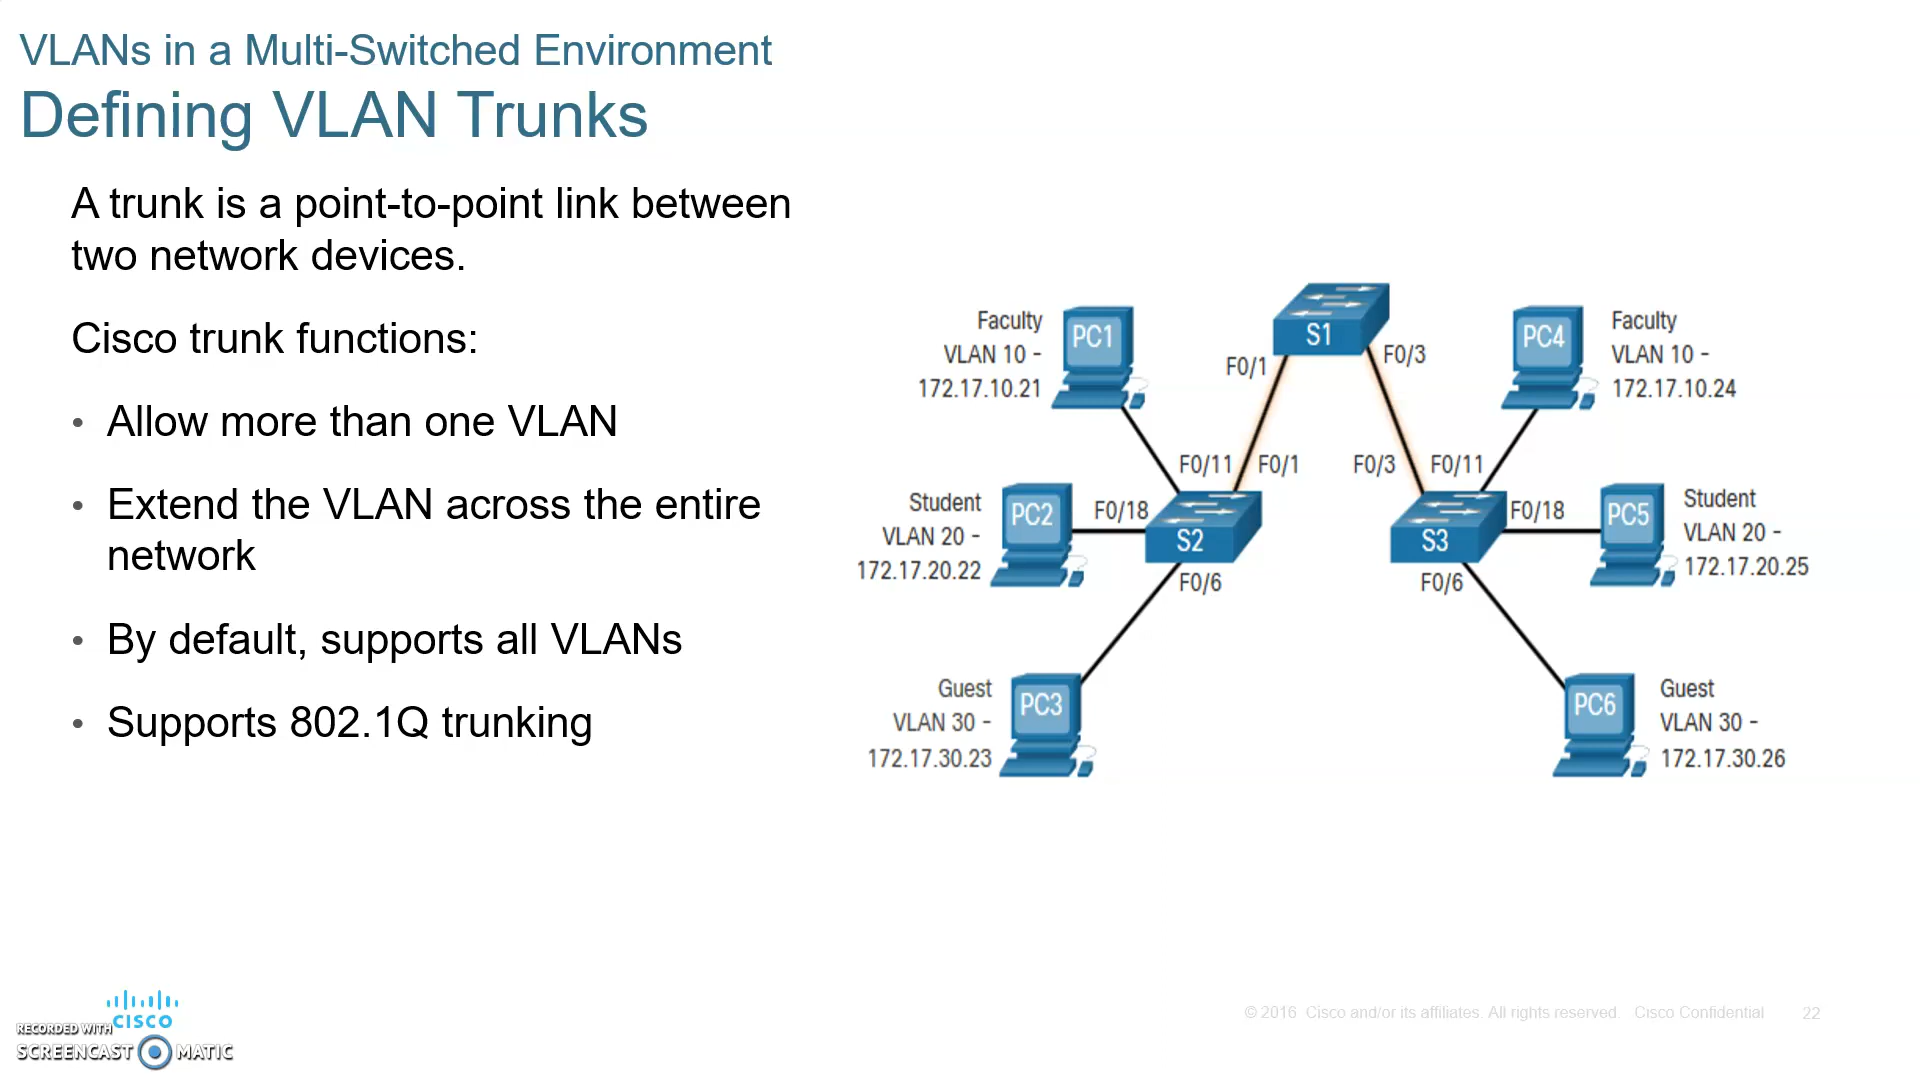 VLANs in a Multi-Switched Environment
Defining VLAN Trunks
A trunk is a point-to-point link between
two network devices.
Cisco trunk functions:
• Allow more than one VLAN
• Extend the VLAN across the entire
network
• By default, supports all VLANs
• Supports 802.1Q trunking
Faculty
VLAN 10 -
172.17.10.21
PC1
S1
F0/1
F0/3
PC4
Faculty
VLAN 10 -
172.17.10.24
F0/11
F0/1
F0/3
F0/11
Student
VLAN 20 -
172.17.20.22
PC2
F0/18
S2
F0/6
S3
F0/6
F0/18
PC5
Student
VLAN 20 -
172.17.20.25
Guest
VLAN 30 -
172.17.30.23
PC3
PC6
Guest
VLAN 30 -
172.17.30.26
CISCO
RECORDED WITH
SCREENCAST MATIC
© 2016 Cisco and/or its affiliates. All rights reserved. Cisco Confidential
22